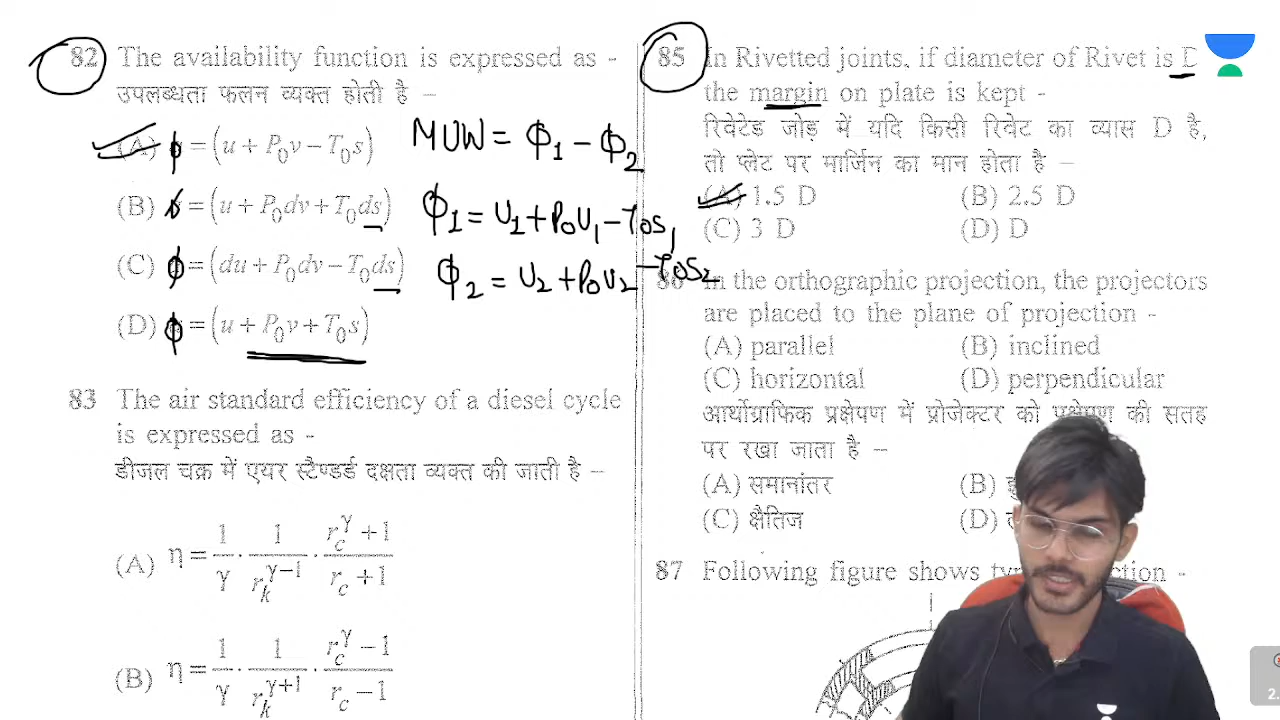 82 The availability function is expressed as -
उपलब्धता फलन व्यक्त होती है –
(A) ϕ = (u + P₀v − T₀s)
(B) ϕ = (u + P₀dv + T₀ds)
(C) ϕ = (du + P₀dv − T₀ds)
(D) ϕ = (u + P₀v + T₀s)
MUW = ϕ₁ − ϕ₂
ϕ₁ = U₁ + P₀U₁ − T₀S₁
ϕ₂ = U₂ + P₀U₂ − T₀S₂
83 The air standard efficiency of a diesel cycle
is expressed as -
डीजल चक्र में एयर स्टैण्डर्ड दक्षता व्यक्त की जाती है –
(A) η = 1/γ · 1/r_k^(γ−1) · (r_c^γ + 1)/(r_c + 1)
(B) η = 1/γ · 1/r_k^(γ+1) · (r_c^γ − 1)/(r_c − 1)
85 In Rivetted joints, if diameter of Rivet is D
the margin on plate is kept -
रिवेटेड जोड़ में यदि किसी रिवेट का व्यास D है,
तो प्लेट पर मार्जिन का मान होता है –
(A) 1.5 D (B) 2.5 D
(C) 3 D (D) D
In the orthographic projection, the projectors
are placed to the plane of projection -
(A) parallel (B) inclined
(C) horizontal (D) perpendicular
आर्थोग्राफिक प्रक्षेपण में प्रोजेक्टर को प्रक्षेपण की सतह
पर रखा जाता है –
(A) समानांतर (B)
(C) क्षैतिज (D)
87 Following figure shows -
2.